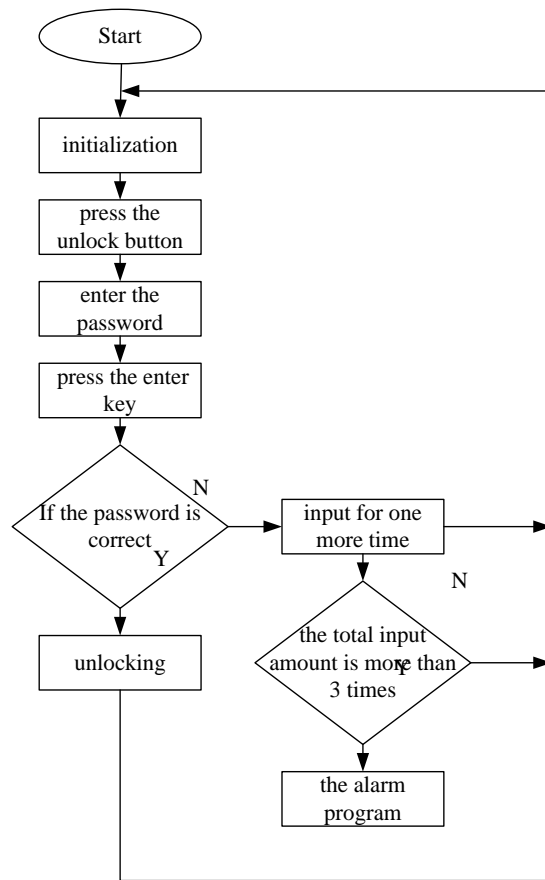 Start
initialization
press the
unlock button
enter the
password
press the enter
key
N
If the password is
correct
Y
input for one
more time
N
unlocking
the total input
amount is more than
Y
3 times
the alarm
program